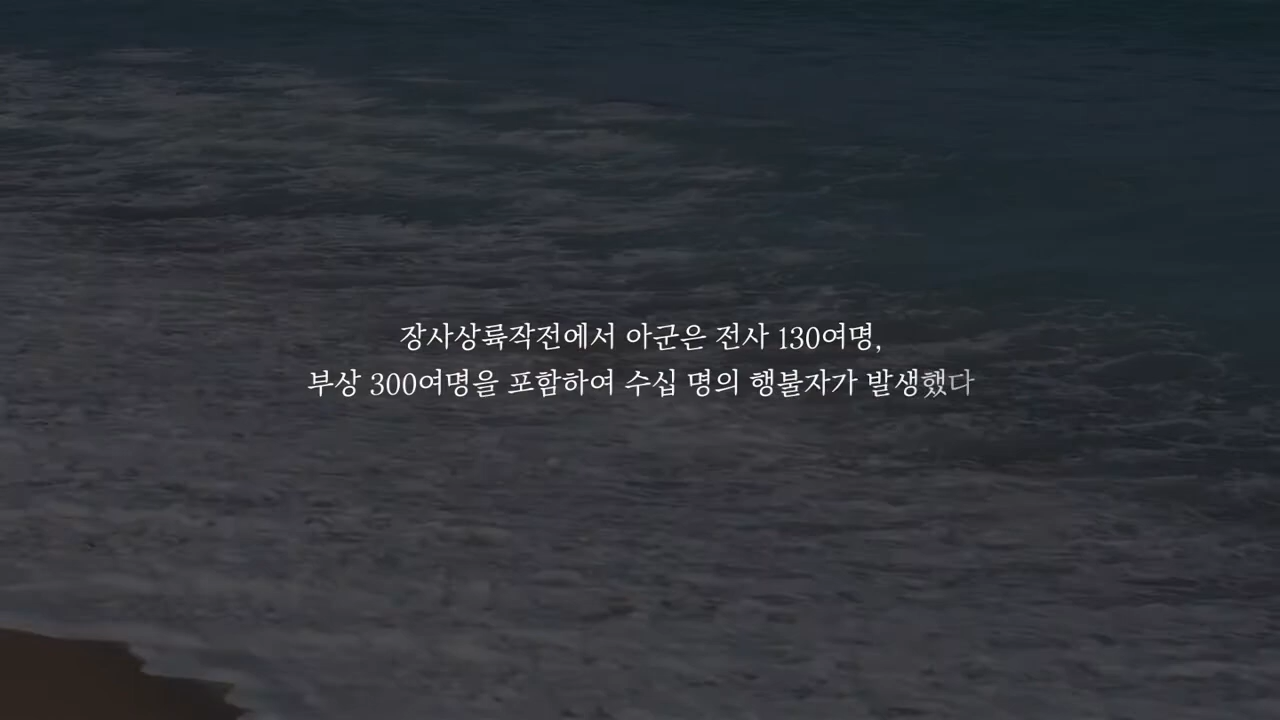 장사상륙작전에서 아군은 전사 130여명,
부상 300여명을 포함하여 수십 명의 행불자가 발생했다